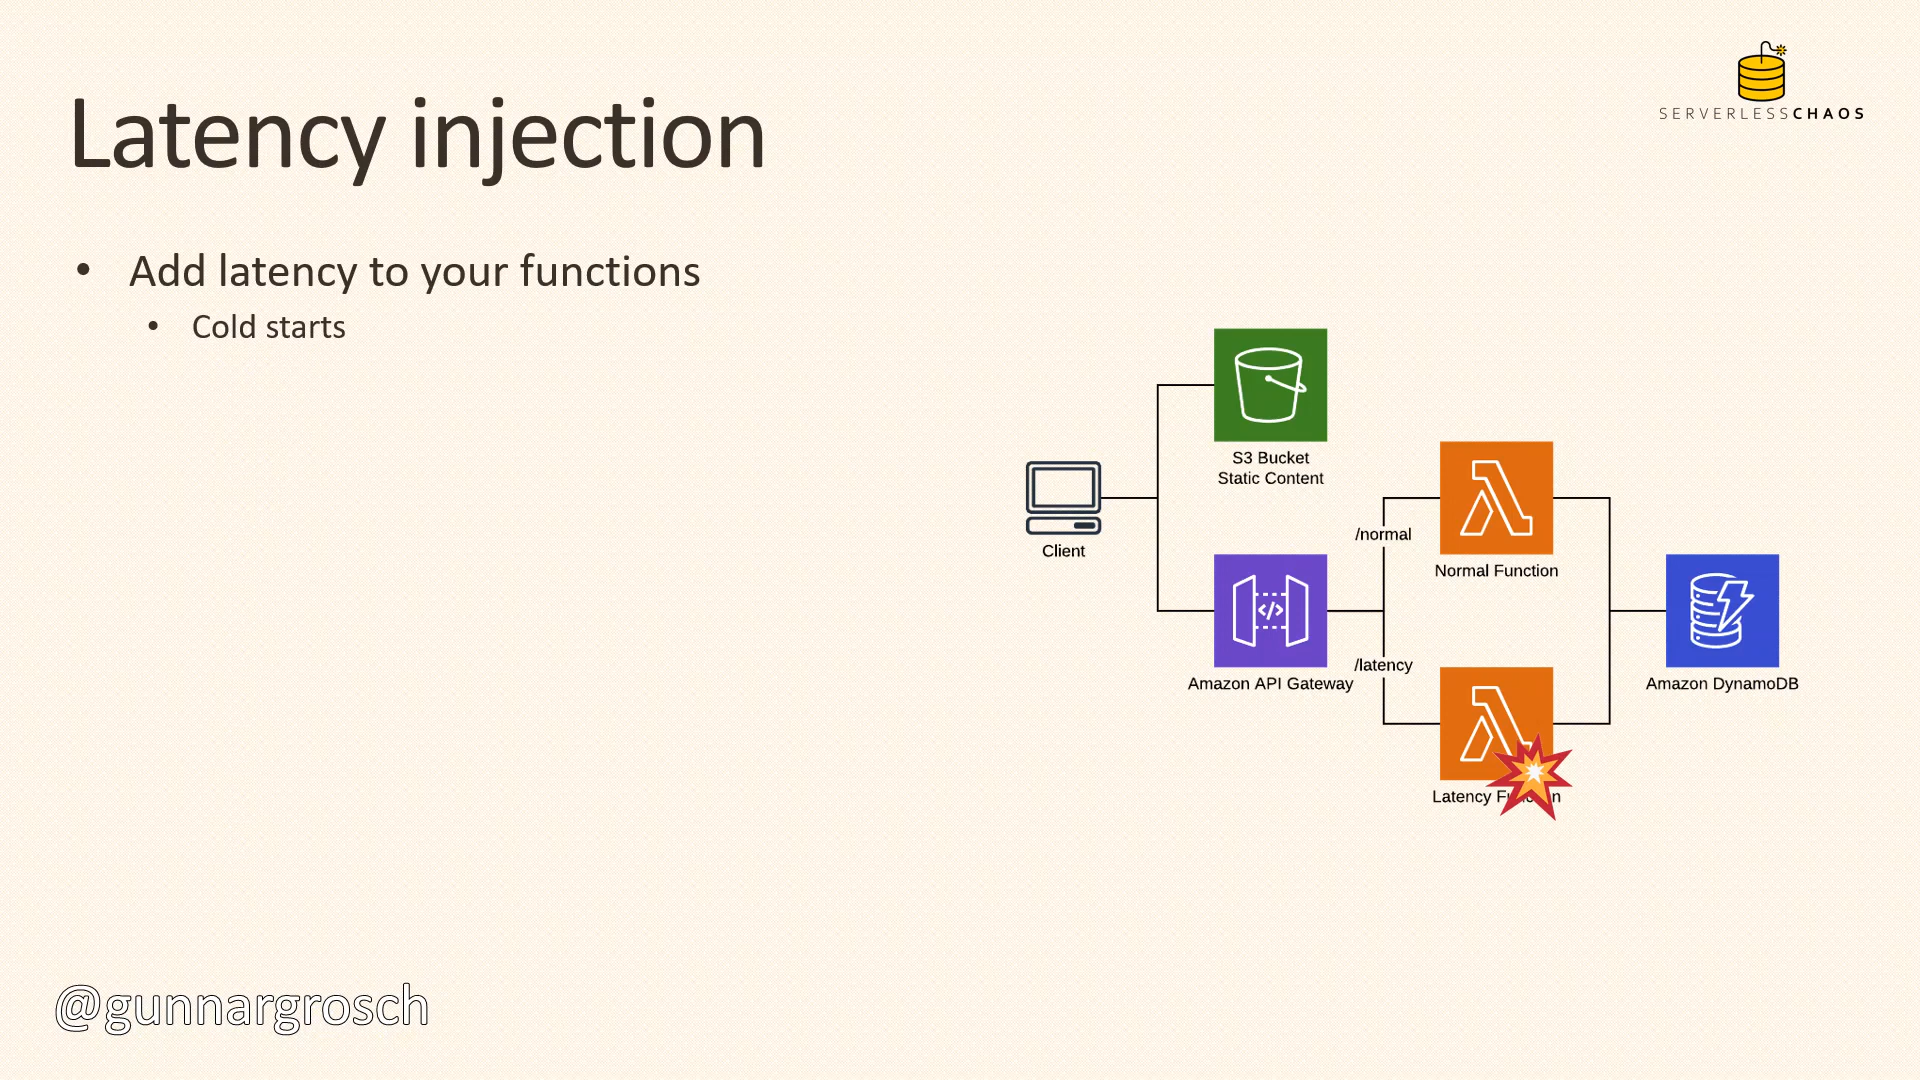 Latency injection
SERVERLESSCHAOS
• Add latency to your functions
• Cold starts
S3 Bucket
Static Content
Client
/normal
Normal Function
/latency
Amazon API Gateway
Amazon DynamoDB
Latency Function
@gunnargrosch